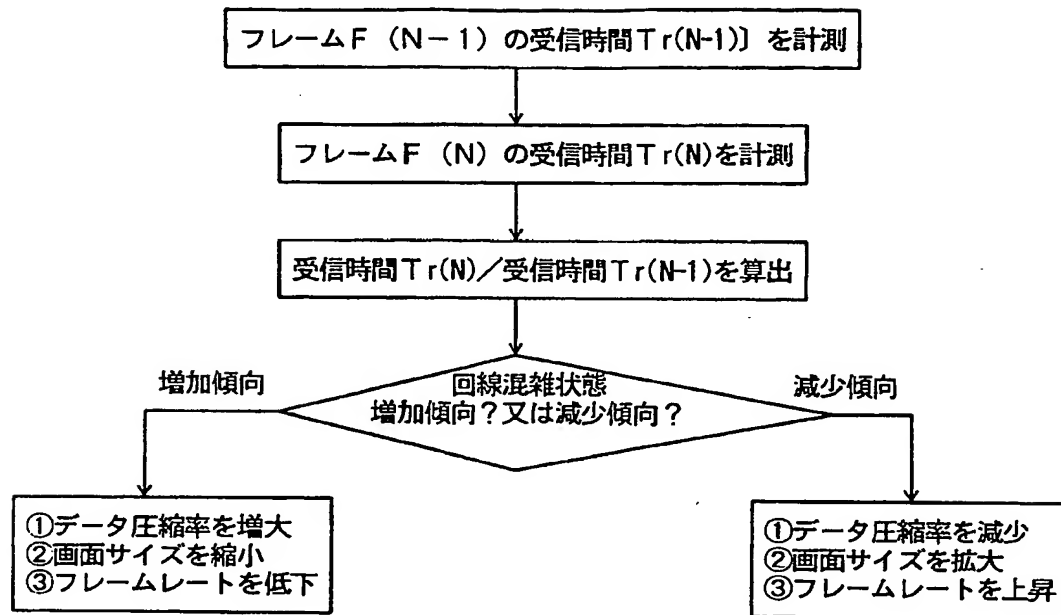 フレームF（N－1）の受信時間Tr(N-1)〕を計測
フレームF（N）の受信時間Tr(N)を計測
受信時間Tr(N)／受信時間Tr(N-1)を算出
回線混雑状態
増加傾向？又は減少傾向？
増加傾向
減少傾向
①データ圧縮率を増大
②画面サイズを縮小
③フレームレートを低下
①データ圧縮率を減少
②画面サイズを拡大
③フレームレートを上昇